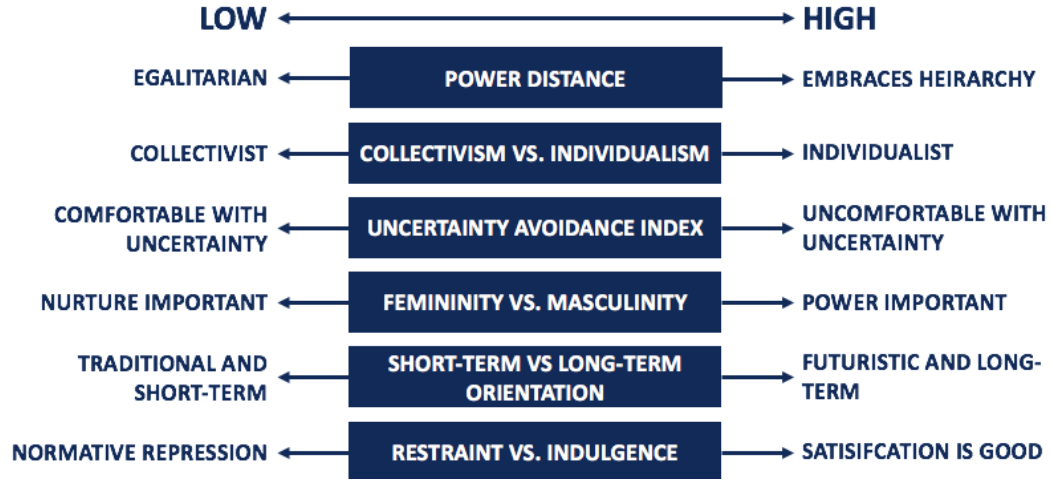 LOW HIGH
EGALITARIAN POWER DISTANCE EMBRACES HEIRARCHY
COLLECTIVIST COLLECTIVISM VS. INDIVIDUALISM INDIVIDUALIST
COMFORTABLE WITH
UNCERTAINTY
UNCERTAINTY AVOIDANCE INDEX
UNCOMFORTABLE WITH
UNCERTAINTY
NURTURE IMPORTANT FEMININITY VS. MASCULINITY POWER IMPORTANT
TRADITIONAL AND
SHORT-TERM
SHORT-TERM VS LONG-TERM
ORIENTATION
FUTURISTIC AND LONG-
TERM
NORMATIVE REPRESSION RESTRAINT VS. INDULGENCE SATISIFCATION IS GOOD